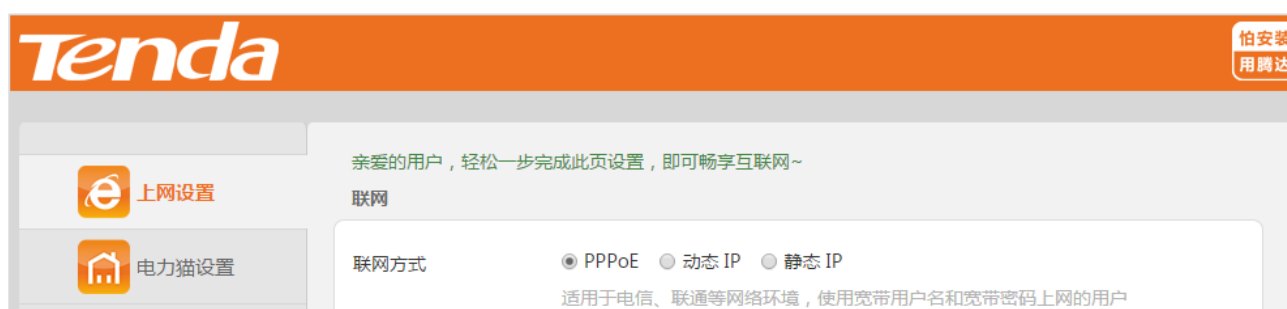 Tenda
怕安装
用腾达
亲爱的用户，轻松一步完成此页设置，即可畅享互联网~
上网设置
联网
电力猫设置
联网方式
PPPoE 动态 IP 静态 IP
适用于电信、联通等网络环境，使用宽带用户名和宽带密码上网的用户